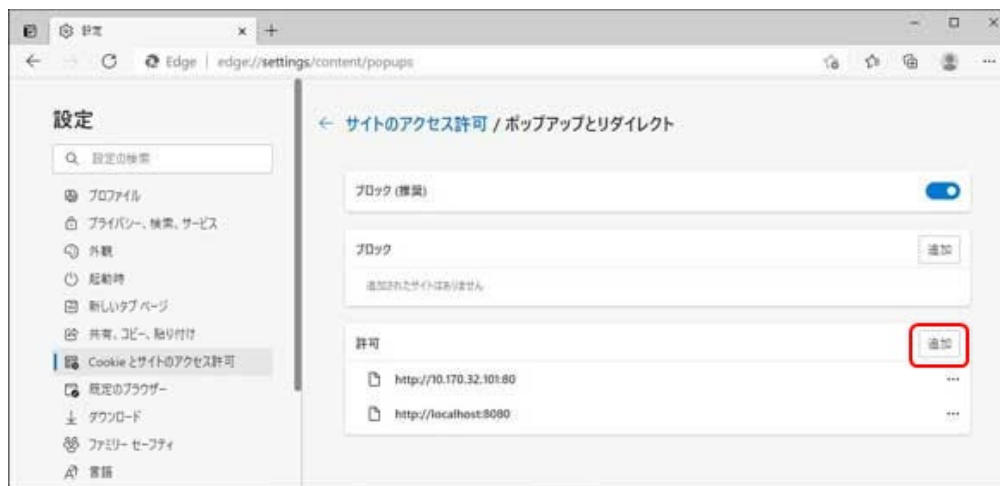 設定
Edge | edge://settings/content/popups
設定
設定の検索
プロファイル
プライバシー、検索、サービス
外観
起動時
新しいタブ ページ
共有、コピー、貼り付け
Cookie とサイトのアクセス許可
既定のブラウザー
ダウンロード
ファミリー セーフティ
言語
サイトのアクセス許可 / ポップアップとリダイレクト
ブロック (推奨)
ブロック
追加
追加されたサイトはありません
許可
追加
http://10.170.32.101:80
http://localhost:8080